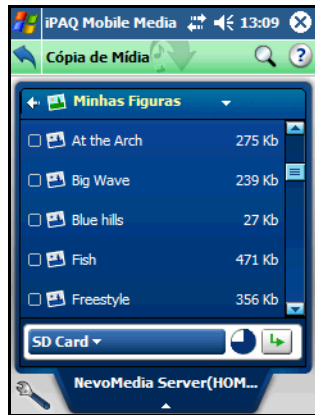 iPAQ Mobile Media 13:09
Cópia de Mídia ?
Minhas Figuras
At the Arch 275 Kb
Big Wave 239 Kb
Blue hills 27 Kb
Fish 471 Kb
Freestyle 356 Kb
SD Card
NevoMedia Server(HOM...